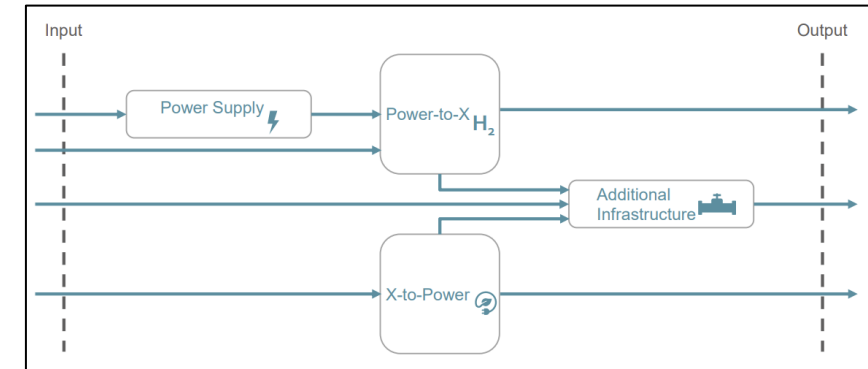 Input
Output
Power Supply
Power-to-X
H₂
Additional
Infrastructure
X-to-Power